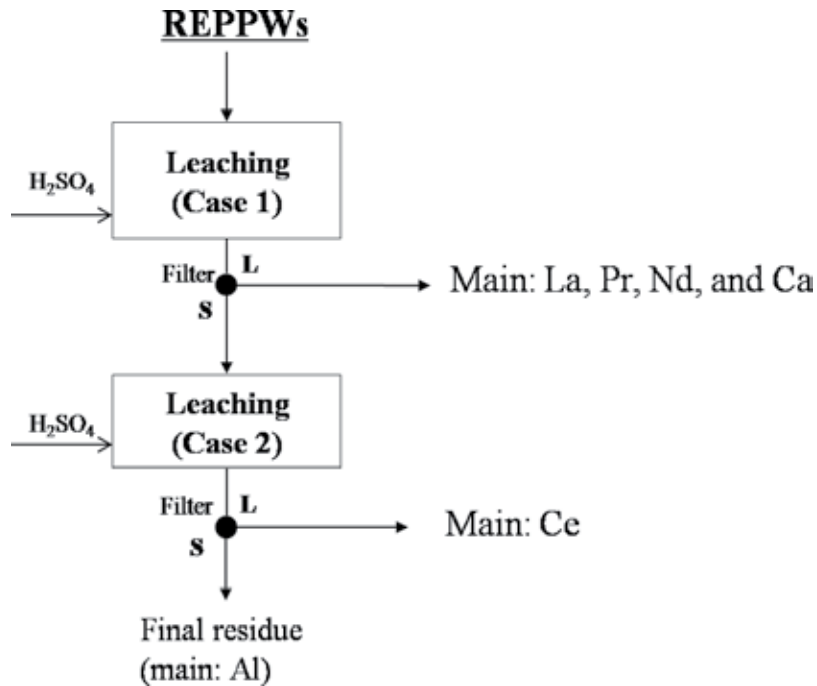 REPPWs
Leaching
(Case 1)
H₂SO₄
Filter
L
S
Main: La, Pr, Nd, and Ca
Leaching
(Case 2)
H₂SO₄
Filter
L
S
Main: Ce
Final residue
(main: Al)